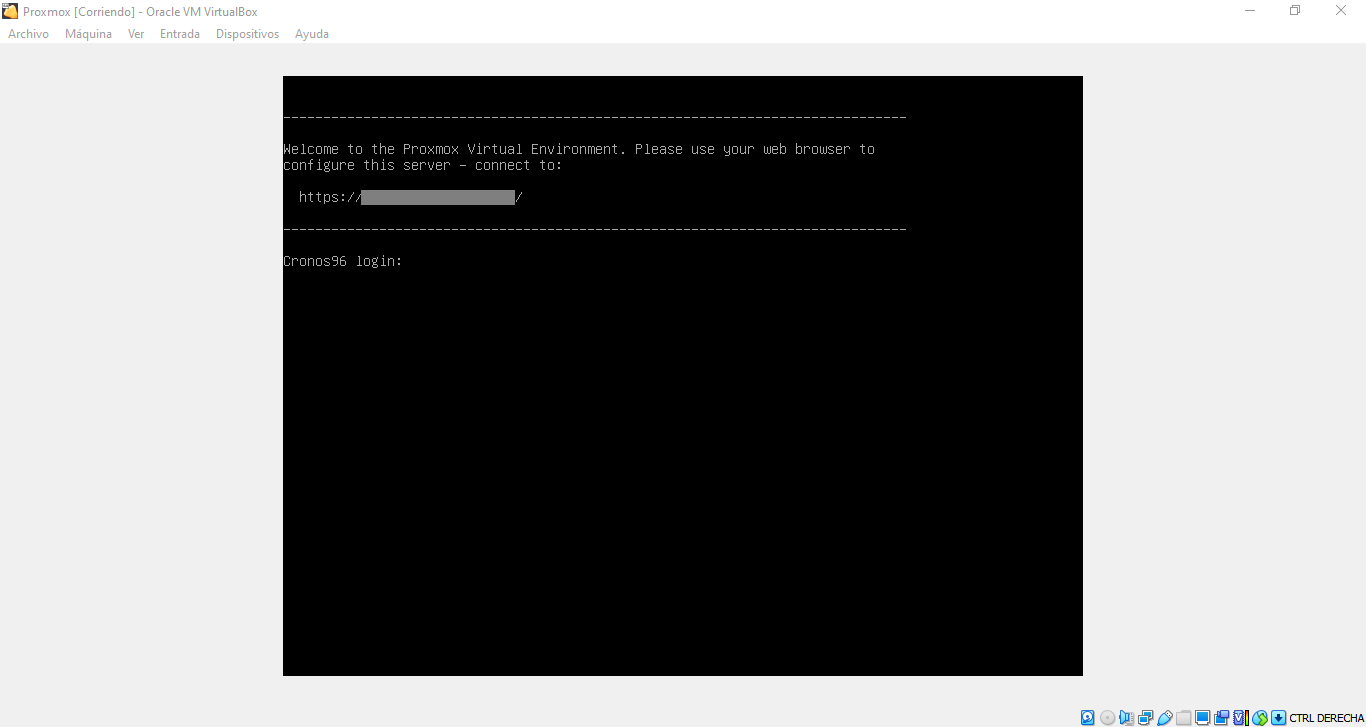 Proxmox [Corriendo] - Oracle VM VirtualBox
Archivo Máquina Ver Entrada Dispositivos Ayuda
------------------------------------------------------------------------------
Welcome to the Proxmox Virtual Environment. Please use your web browser to
configure this server - connect to:
https:// /
------------------------------------------------------------------------------
Cronos96 login:
CTRL DERECHA